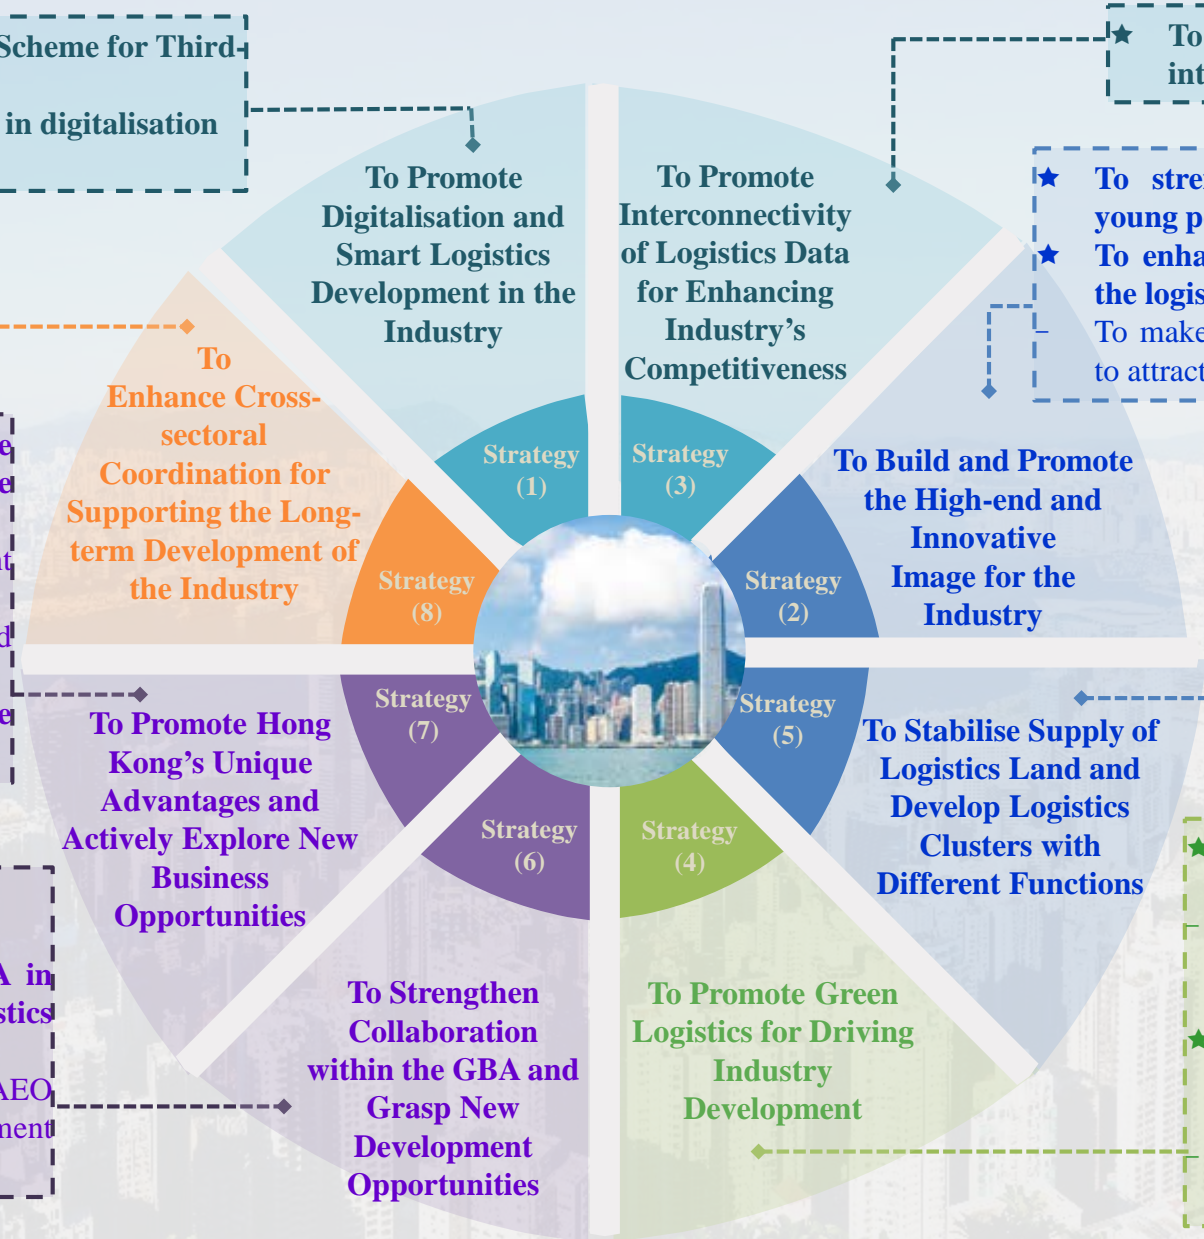 Scheme for Third-
in digitalisation
★ To
int
★ To stren
young p
★ To enha
the logis
– To make
to attract
To Promote
Digitalisation and
Smart Logistics
Development in the
Industry
To Promote
Interconnectivity
of Logistics Data
for Enhancing
Industry’s
Competitiveness
To
Enhance Cross-
sectoral
Coordination for
Supporting the Long-
term Development of
the Industry
To Build and Promote
the High-end and
Innovative
Image for the
Industry
Strategy
(1)
Strategy
(3)
Strategy
(8)
Strategy
(2)
Strategy
(7)
Strategy
(5)
Strategy
(6)
Strategy
(4)
To Promote Hong
Kong’s Unique
Advantages and
Actively Explore New
Business
Opportunities
To Stabilise Supply of
Logistics Land and
Develop Logistics
Clusters with
Different Functions
To Strengthen
Collaboration
within the GBA and
Grasp New
Development
Opportunities
To Promote Green
Logistics for Driving
Industry
Development
e
e
t
d
e
A in
stics
AEO
ment
★
–
★
–